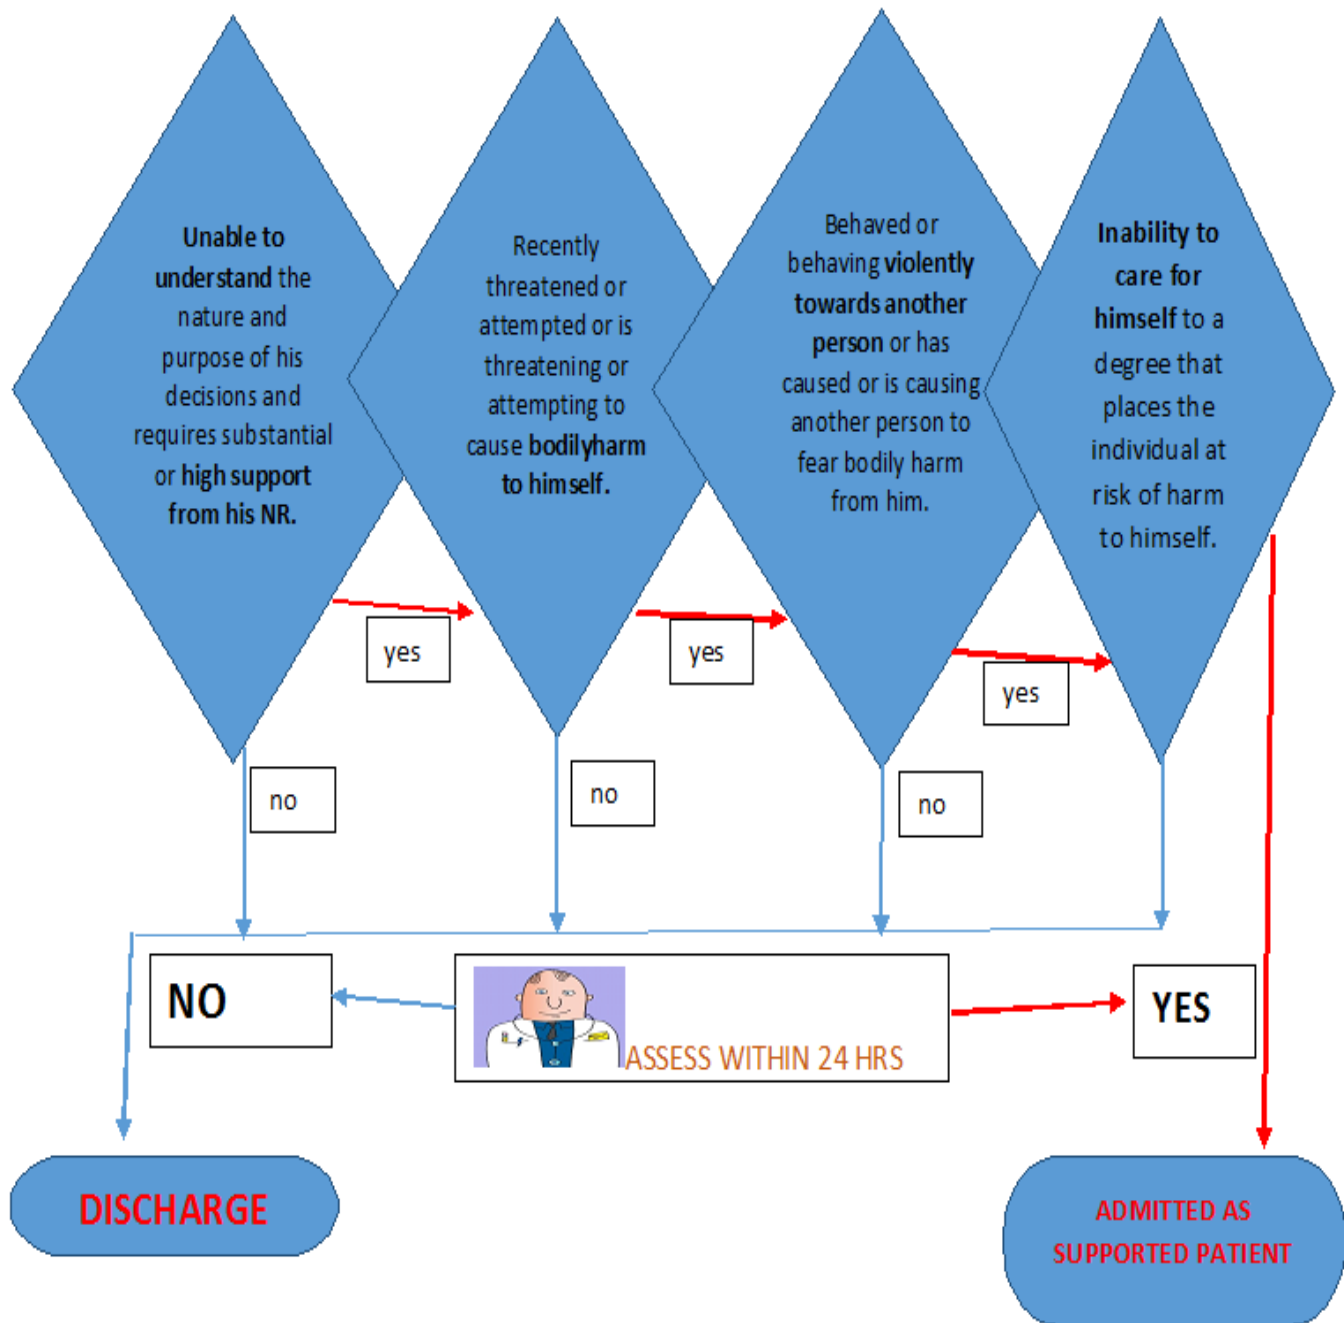 Unable to
understand the
nature and
purpose of his
decisions and
requires substantial
or high support
from his NR.
Recently
threatened or
attempted or is
threatening or
attempting to
cause bodilyharm
to himself.
Behaved or
behaving violently
towards another
person or has
caused or is causing
another person to
fear bodily harm
from him.
Inability to
care for
himself to a
degree that
places the
individual at
risk of harm
to himself.
yes
yes
yes
no
no
no
NO
ASSESS WITHIN 24 HRS
YES
DISCHARGE
ADMITTED AS
SUPPORTED PATIENT